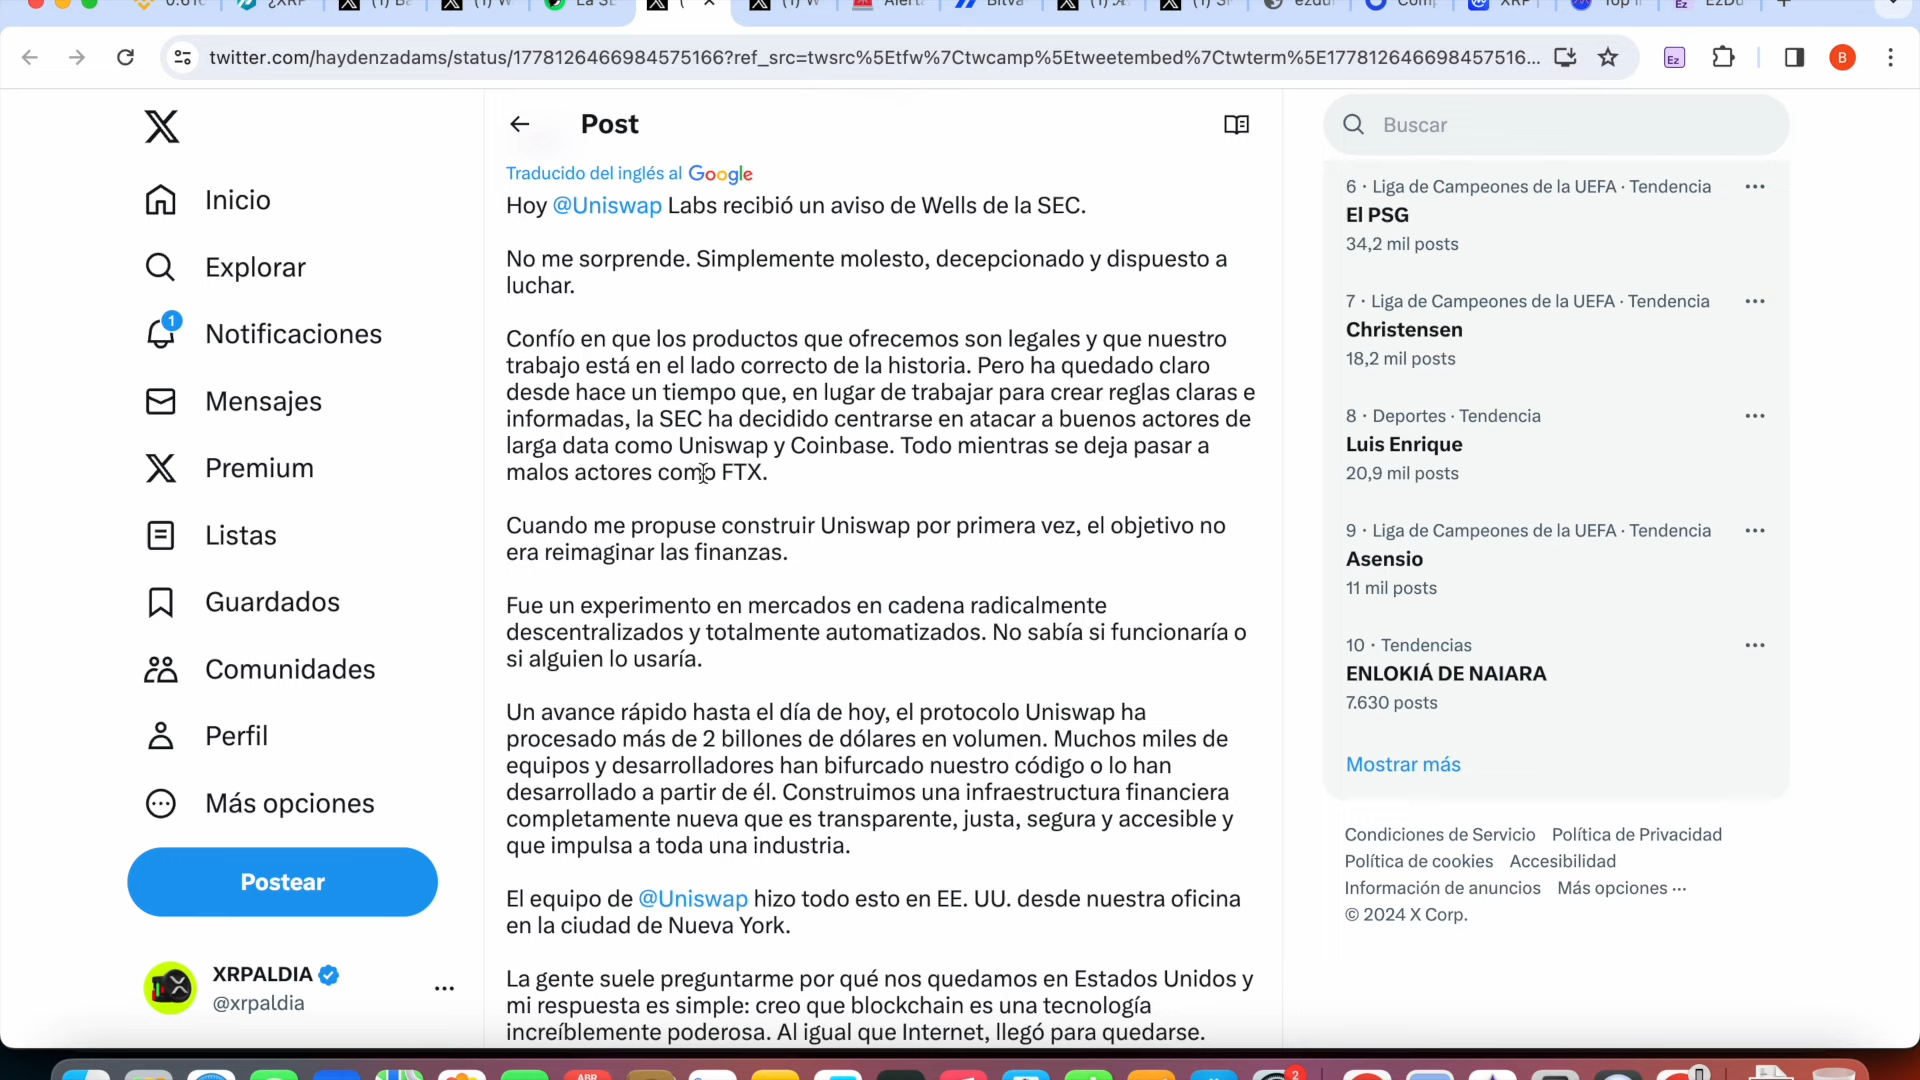 twitter.com/haydenzadams/status/1778126466984575166?ref_src=twsrc%5Etfw%7Ctwcamp%5Etweetembed%7Ctwterm%5E177812646698457516...
Ez
B
Inicio
Explorar
1
Notificaciones
Mensajes
Premium
Listas
Guardados
Comunidades
Perfil
Más opciones
Postear
XRPALDIA
@xrpaldia
Post
Traducido del inglés al Google
Hoy @Uniswap Labs recibió un aviso de Wells de la SEC.
No me sorprende. Simplemente molesto, decepcionado y dispuesto a
luchar.
Confío en que los productos que ofrecemos son legales y que nuestro
trabajo está en el lado correcto de la historia. Pero ha quedado claro
desde hace un tiempo que, en lugar de trabajar para crear reglas claras e
informadas, la SEC ha decidido centrarse en atacar a buenos actores de
larga data como Uniswap y Coinbase. Todo mientras se deja pasar a
malos actores como FTX.
Cuando me propuse construir Uniswap por primera vez, el objetivo no
era reimaginar las finanzas.
Fue un experimento en mercados en cadena radicalmente
descentralizados y totalmente automatizados. No sabía si funcionaría o
si alguien lo usaría.
Un avance rápido hasta el día de hoy, el protocolo Uniswap ha
procesado más de 2 billones de dólares en volumen. Muchos miles de
equipos y desarrolladores han bifurcado nuestro código o lo han
desarrollado a partir de él. Construimos una infraestructura financiera
completamente nueva que es transparente, justa, segura y accesible y
que impulsa a toda una industria.
El equipo de @Uniswap hizo todo esto en EE. UU. desde nuestra oficina
en la ciudad de Nueva York.
La gente suele preguntarme por qué nos quedamos en Estados Unidos y
mi respuesta es simple: creo que blockchain es una tecnología
increíblemente poderosa. Al igual que Internet, llegó para quedarse.
Buscar
6 · Liga de Campeones de la UEFA · Tendencia
El PSG
34,2 mil posts
7 · Liga de Campeones de la UEFA · Tendencia
Christensen
18,2 mil posts
8 · Deportes · Tendencia
Luis Enrique
20,9 mil posts
9 · Liga de Campeones de la UEFA · Tendencia
Asensio
11 mil posts
10 · Tendencias
ENLOKIÁ DE NAIARA
7.630 posts
Mostrar más
Condiciones de Servicio Política de Privacidad
Política de cookies Accesibilidad
Información de anuncios Más opciones ···
© 2024 X Corp.
ABR
2